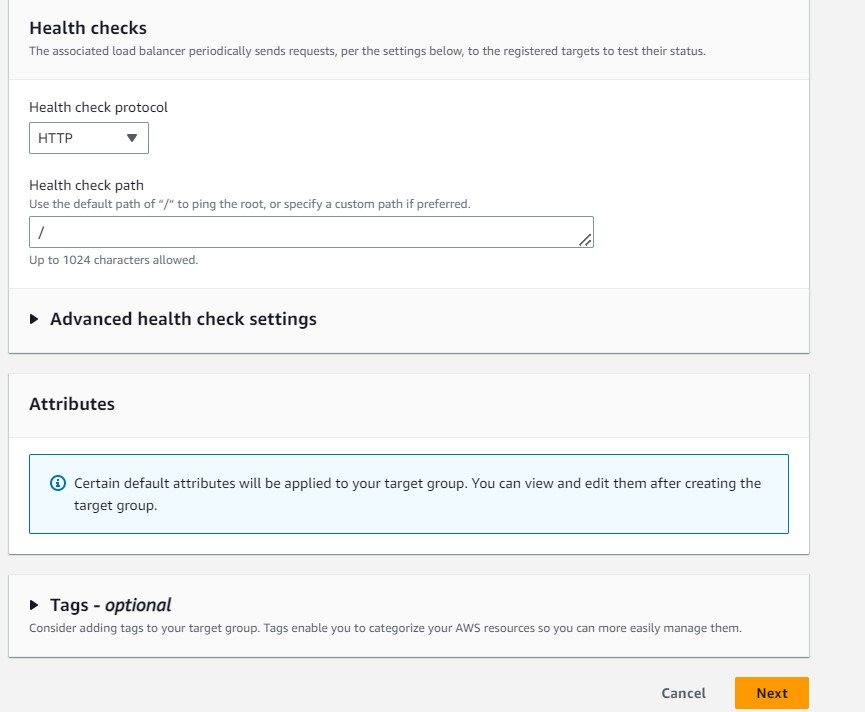 Health checks
The associated load balancer periodically sends requests, per the settings below, to the registered targets to test their status.
Health check protocol
HTTP
Health check path
Use the default path of "/" to ping the root, or specify a custom path if preferred.
/
Up to 1024 characters allowed.
Advanced health check settings
Attributes
Certain default attributes will be applied to your target group. You can view and edit them after creating the
target group.
Tags - optional
Consider adding tags to your target group. Tags enable you to categorize your AWS resources so you can more easily manage them.
Cancel
Next